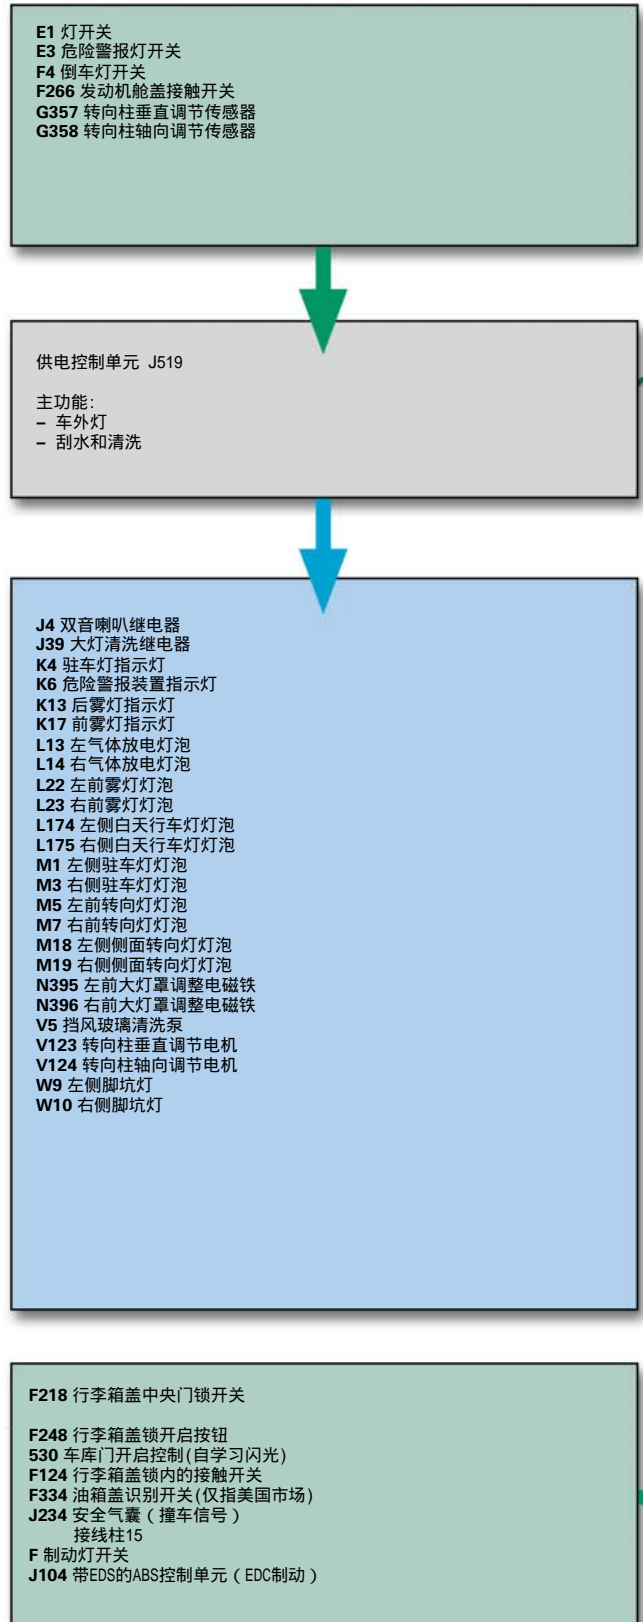 E1 灯开关
E3 危险警报灯开关
F4 倒车灯开关
F266 发动机舱盖接触开关
G357 转向柱垂直调节传感器
G358 转向柱轴向调节传感器
供电控制单元 J519
主功能:
– 车外灯
– 刮水和清洗
J4 双音喇叭继电器
J39 大灯清洗继电器
K4 驻车灯指示灯
K6 危险警报装置指示灯
K13 后雾灯指示灯
K17 前雾灯指示灯
L13 左气体放电灯泡
L14 右气体放电灯泡
L22 左前雾灯灯泡
L23 右前雾灯灯泡
L174 左侧白天行车灯灯泡
L175 右侧白天行车灯灯泡
M1 左侧驻车灯灯泡
M3 右侧驻车灯灯泡
M5 左前转向灯灯泡
M7 右前转向灯灯泡
M18 左侧侧面转向灯灯泡
M19 右侧侧面转向灯灯泡
N395 左前大灯罩调整电磁铁
N396 右前大灯罩调整电磁铁
V5 挡风玻璃清洗泵
V123 转向柱垂直调节电机
V124 转向柱轴向调节电机
W9 左侧脚坑灯
W10 右侧脚坑灯
F218 行李箱盖中央门锁开关
F248 行李箱盖锁开启按钮
530 车库门开启控制(自学习闪光)
F124 行李箱盖锁内的接触开关
F334 油箱盖识别开关(仅指美国市场)
J234 安全气囊（撞车信号）
接线柱15
F 制动灯开关
J104 带EDS的ABS控制单元（EDC制动）